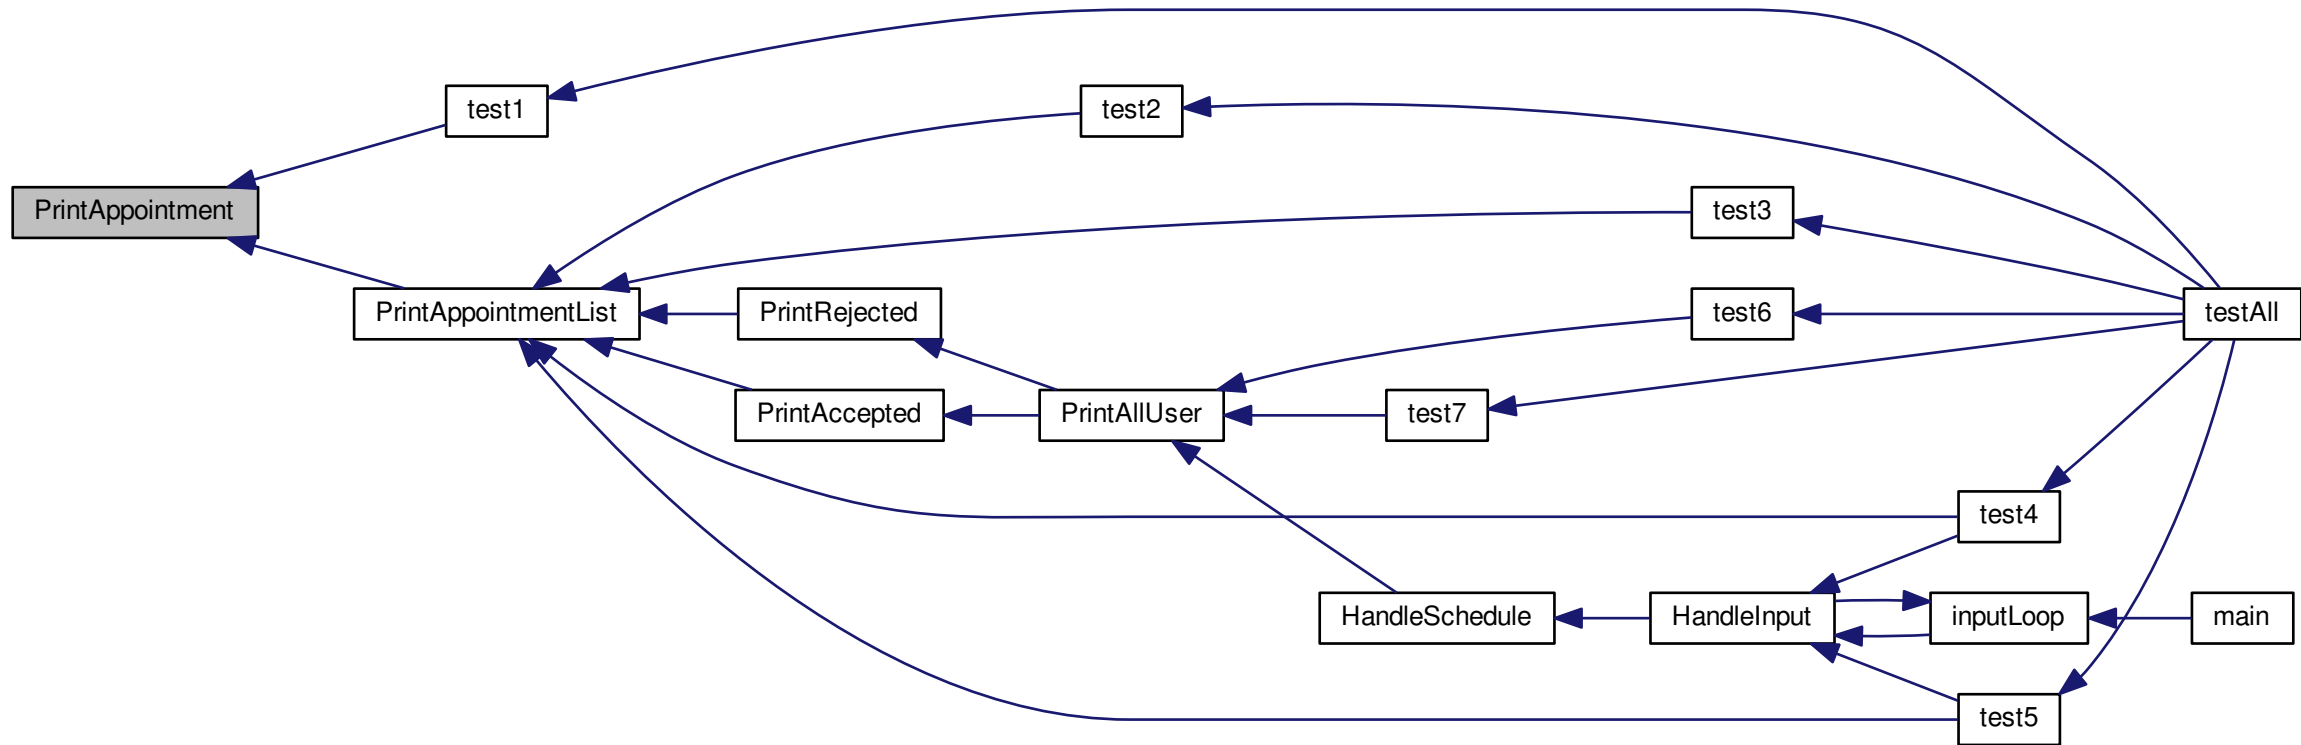 test1
test2
PrintAppointment
test3
PrintAppointmentList
PrintRejected
test6
testAll
PrintAccepted
PrintAllUser
test7
test4
HandleSchedule
HandleInput
inputLoop
main
test5